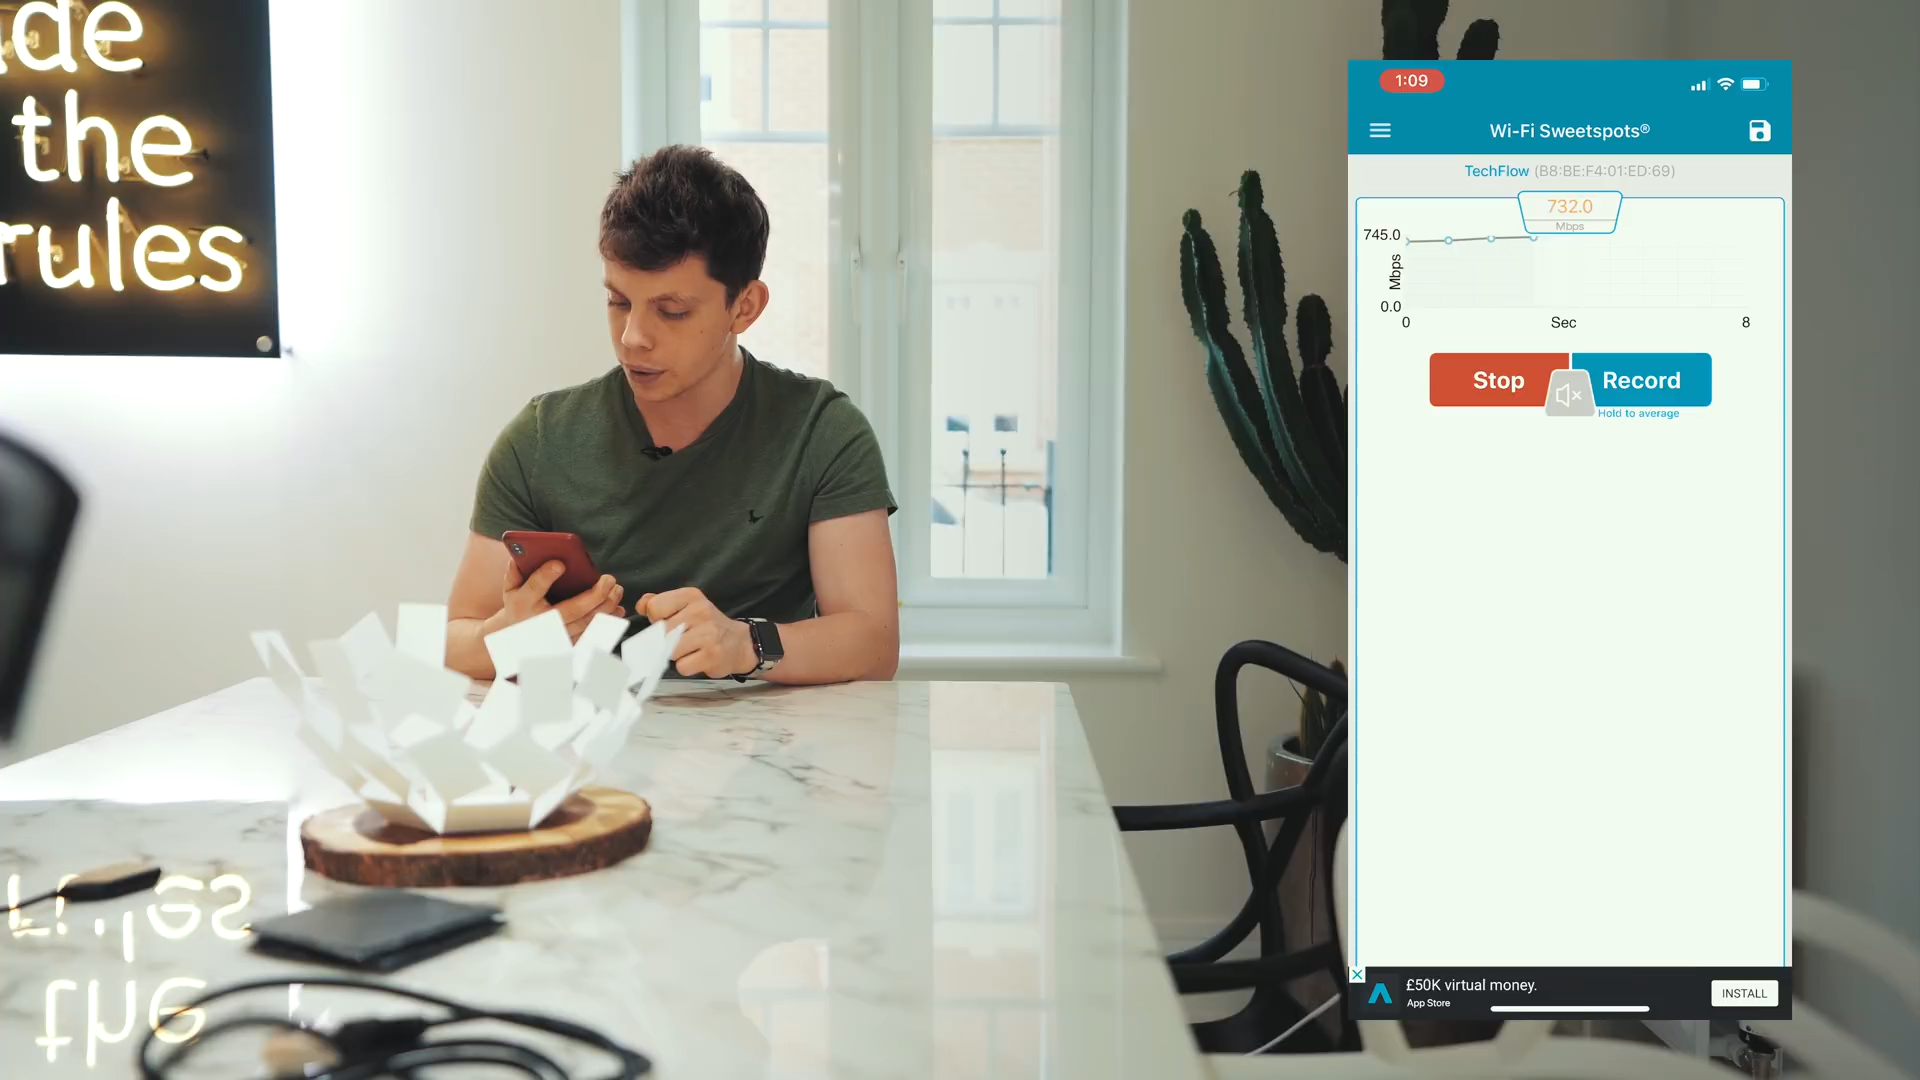 de
the
rules
1:09
Wi-Fi Sweetspots®
TechFlow (B8:BE:F4:01:ED:69)
732.0
Mbps
745.0
Mbps
0.0
0 Sec 8
Stop Record
Hold to average
£50K virtual money.
App Store
INSTALL